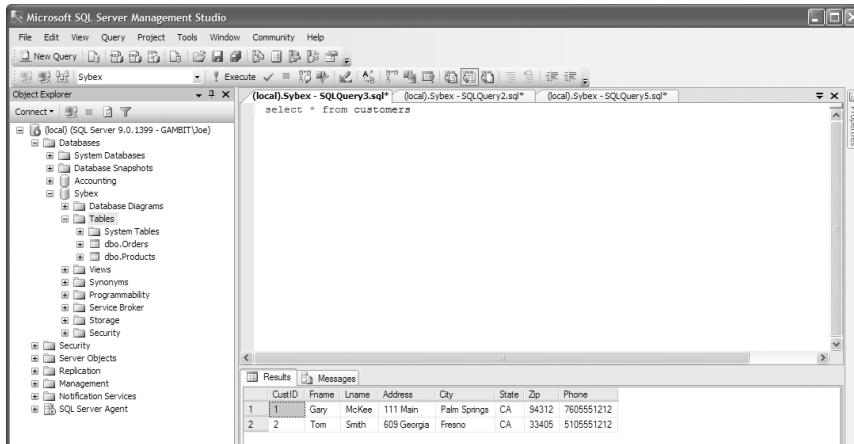 Microsoft SQL Server Management Studio
File Edit View Query Project Tools Window Community Help
New Query
Sybex Execute
Object Explorer
(local).Sybex - SQLQuery3.sql* (local).Sybex - SQLQuery2.sql* (local).Sybex - SQLQuery5.sql*
Connect
select * from customers
(local) (SQL Server 9.0.1399 - GAMBIT\Joe)
Databases
System Databases
Database Snapshots
Accounting
Sybex
Database Diagrams
Tables
System Tables
dbo.Orders
dbo.Products
Views
Synonyms
Programmability
Service Broker
Storage
Security
Security
Server Objects
Replication
Management
Notification Services
SQL Server Agent
Properties
Results Messages
CustID Fname Lname Address City State Zip Phone
1 1 Gary McKee 111 Main Palm Springs CA 94312 7605551212
2 2 Tom Smith 609 Georgia Fresno CA 33405 5105551212